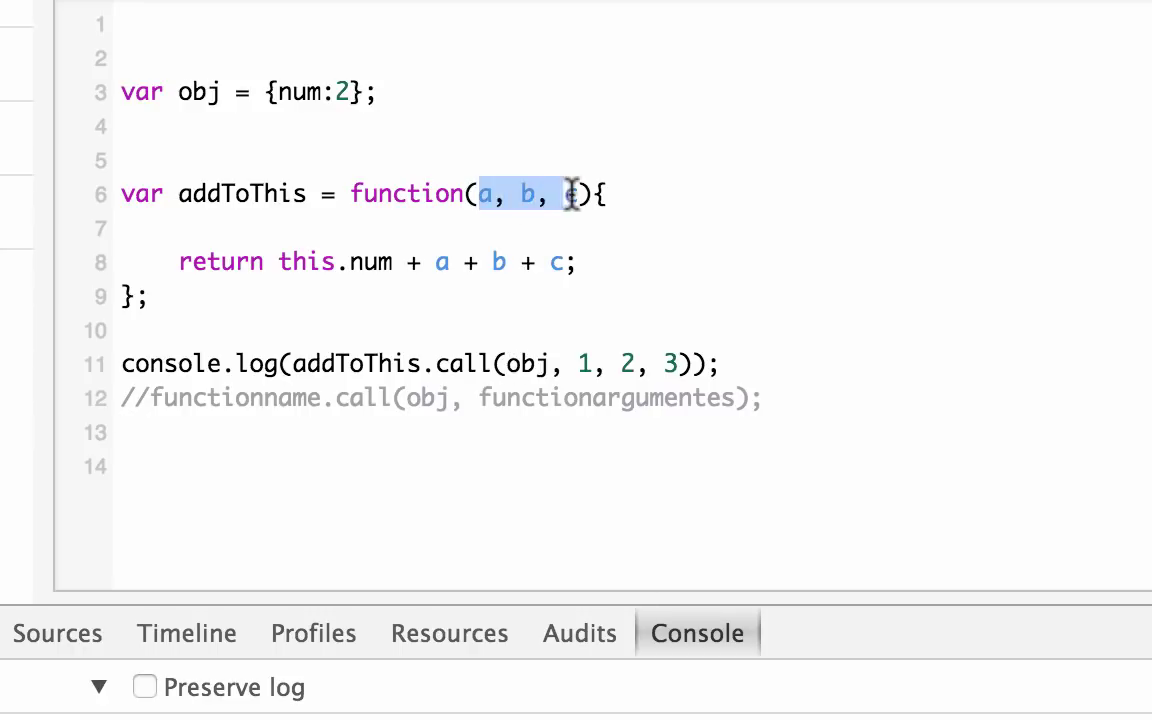 1
2
3 var obj = {num:2};
4
5
6 var addToThis = function(a, b, c){
7
8 return this.num + a + b + c;
9 };
10
11 console.log(addToThis.call(obj, 1, 2, 3));
12 //functionname.call(obj, functionargumentes);
13
14
Sources Timeline Profiles Resources Audits Console
▼ Preserve log